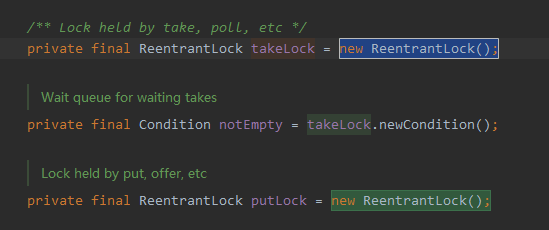 /** Lock held by take, poll, etc */
private final ReentrantLock takeLock = new ReentrantLock();
Wait queue for waiting takes
private final Condition notEmpty = takeLock.newCondition();
Lock held by put, offer, etc
private final ReentrantLock putLock = new ReentrantLock();